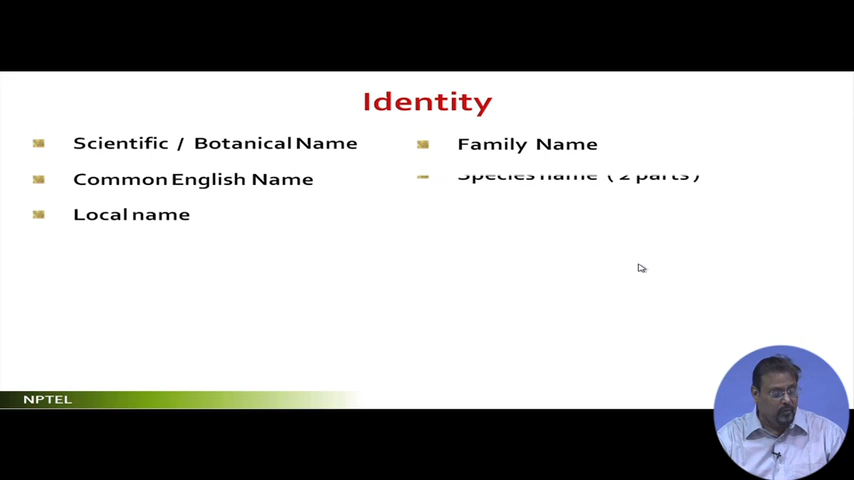 Identity
Scientific / Botanical Name
Common English Name
Local name
Family Name
Species name (2 parts)
NPTEL